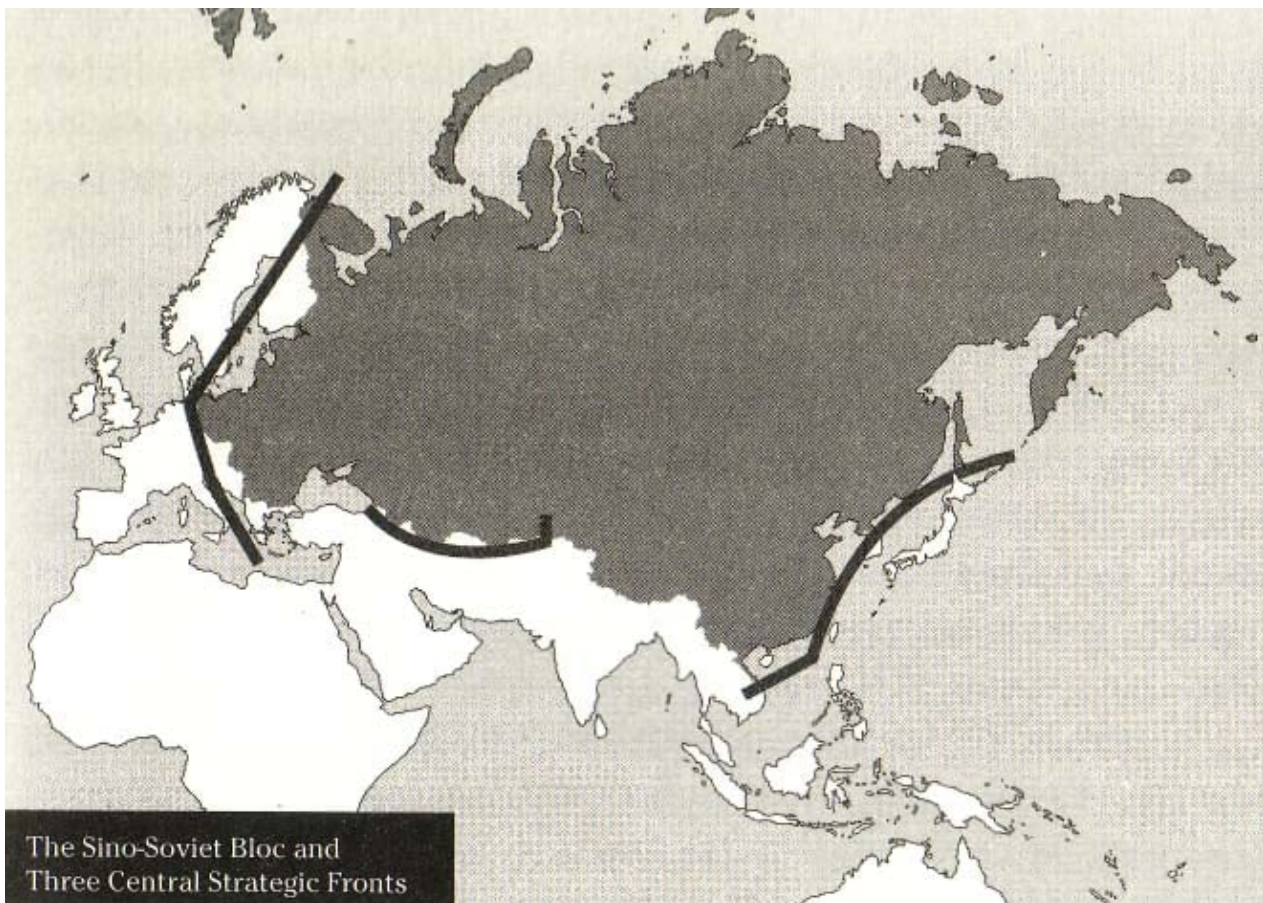 The Sino-Soviet Bloc and
Three Central Strategic Fronts